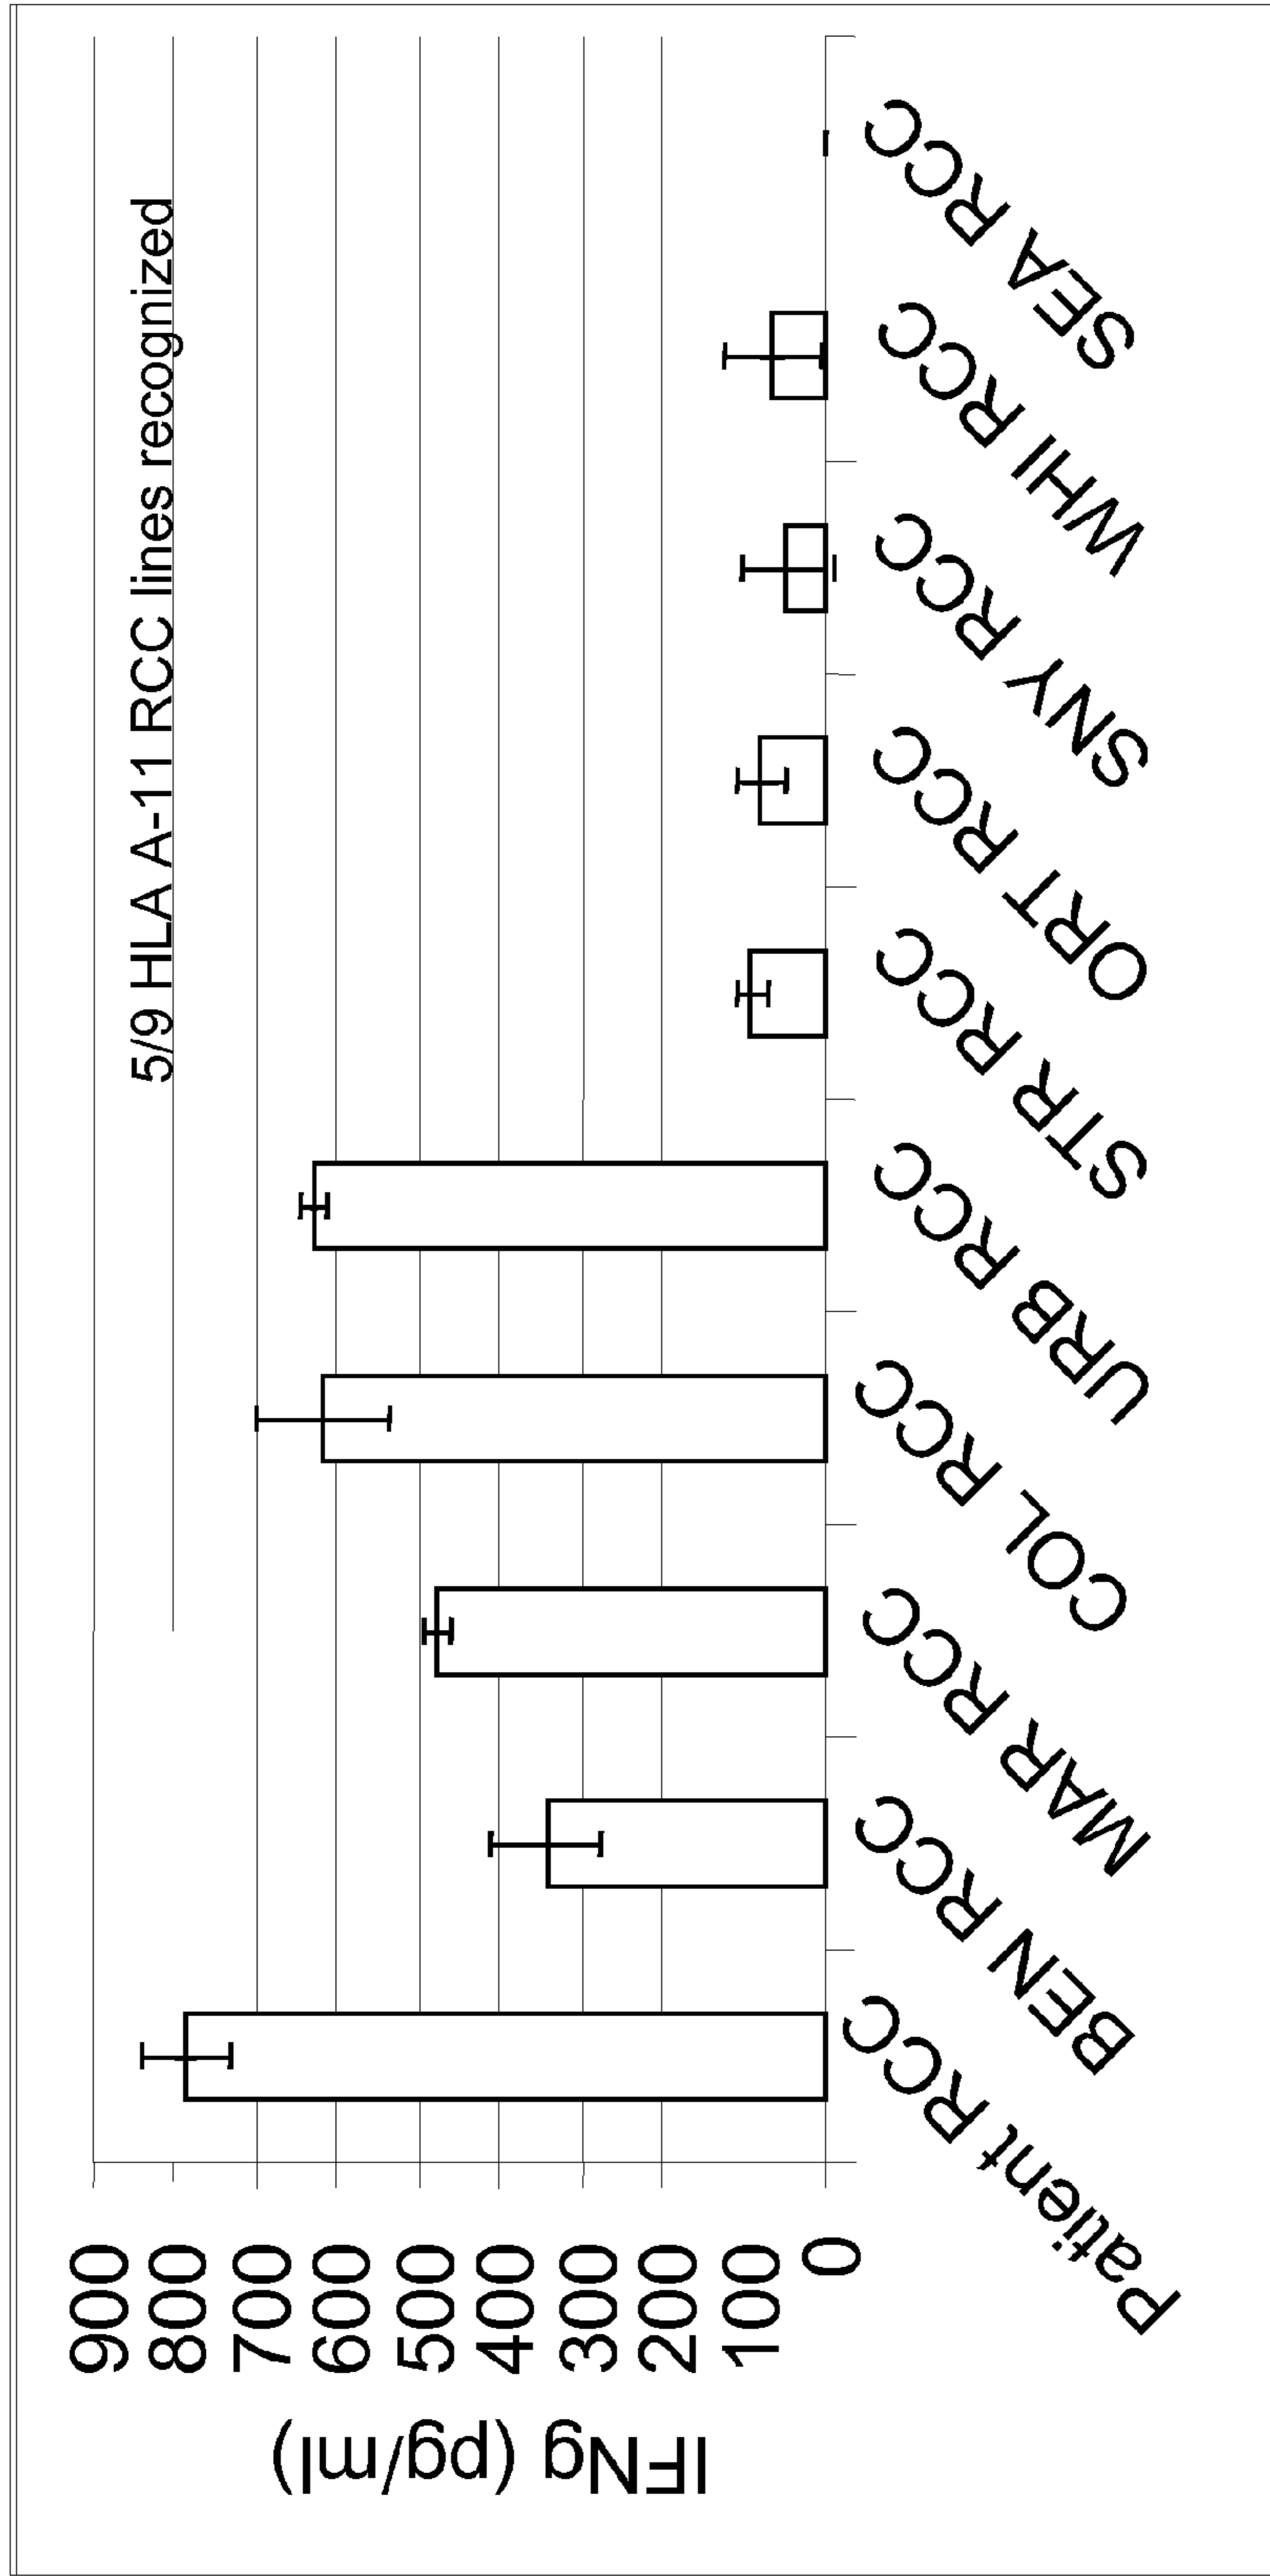 5/9 HLA A-11 RCC lines recognized
IFNg (pg/ml)
900
800
700
600
500
400
300
200
100
0
Patient RCC
BEN RCC
MAR RCC
COL RCC
URB RCC
STR RCC
ORT RCC
SNY RCC
WHI RCC
SEA RCC